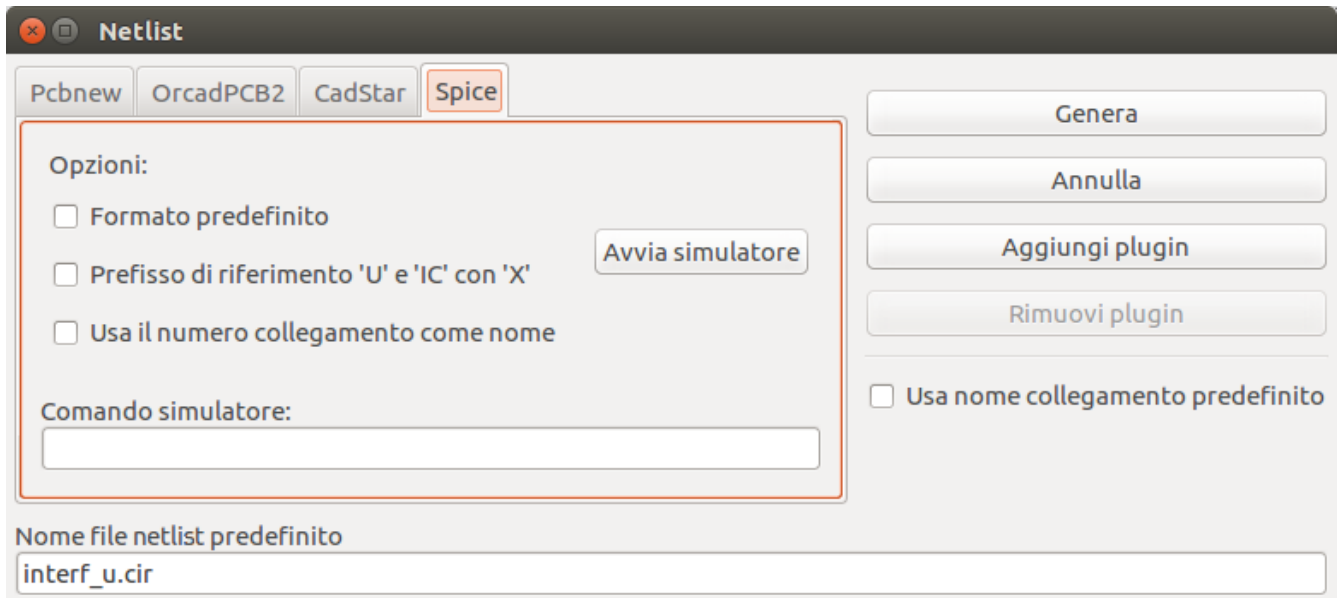 Netlist
Pcbnew OrcadPCB2 CadStar Spice
Genera
Opzioni:
Annulla
Formato predefinito
Avvia simulatore
Aggiungi plugin
Prefisso di riferimento 'U' e 'IC' con 'X'
Rimuovi plugin
Usa il numero collegamento come nome
Usa nome collegamento predefinito
Comando simulatore:
Nome file netlist predefinito
interf_u.cir